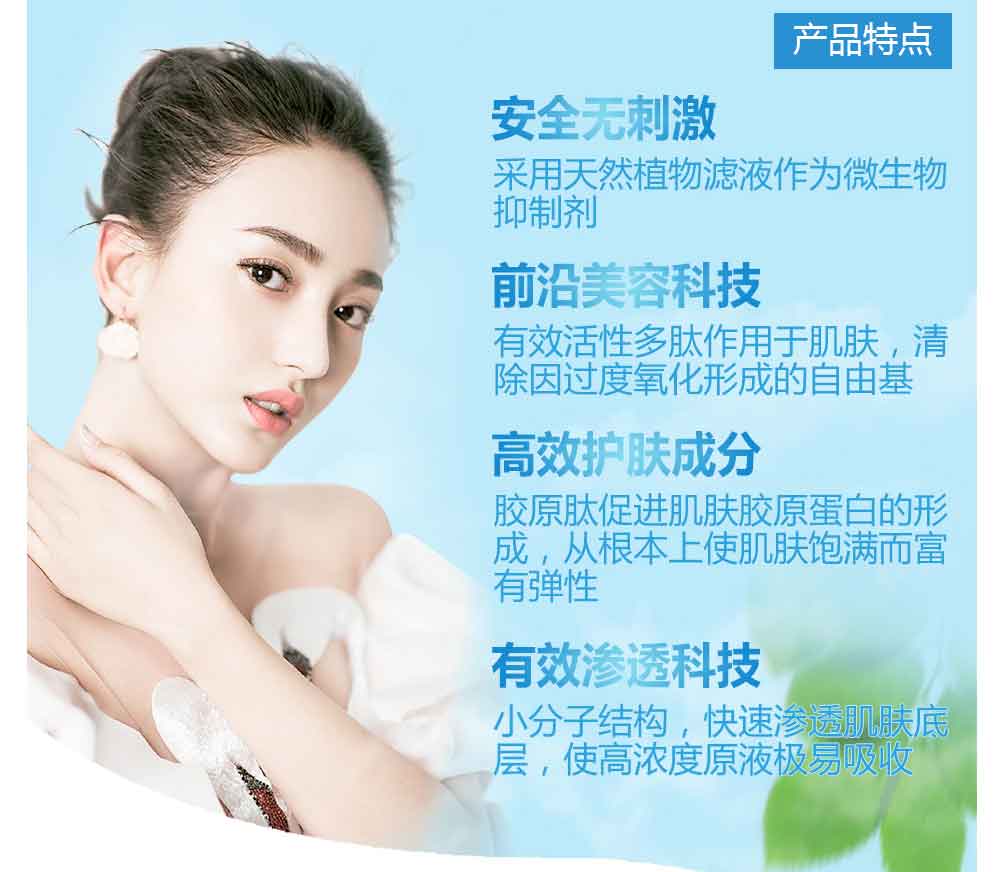 产品特点
安全无刺激
采用天然植物滤液作为微生物
抑制剂
前沿美容科技
有效活性多肽作用于肌肤，清
除因过度氧化形成的自由基
高效护肤成分
胶原肽促进肌肤胶原蛋白的形
成，从根本上使肌肤饱满而富
有弹性
有效渗透科技
小分子结构，快速渗透肌肤底
层，使高浓度原液极易吸收